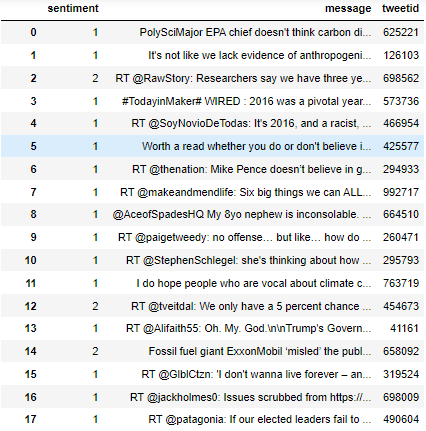 sentiment message tweetid
0 1 PolySciMajor EPA chief doesn't think carbon di... 625221
1 1 It's not like we lack evidence of anthropogeni... 126103
2 2 RT @RawStory: Researchers say we have three ye... 698562
3 1 #TodayinMaker# WIRED : 2016 was a pivotal year... 573736
4 1 RT @SoyNovioDeTodas: It's 2016, and a racist, ... 466954
5 1 Worth a read whether you do or don't believe i... 425577
6 1 RT @thenation: Mike Pence doesn't believe in g... 294933
7 1 RT @makeandmendlife: Six big things we can ALL... 992717
8 1 @AceofSpadesHQ My 8yo nephew is inconsolable. ... 664510
9 1 RT @paigetweedy: no offense… but like… how do ... 260471
10 1 RT @StephenSchlegel: she's thinking about how ... 295793
11 1 I do hope people who are vocal about climate c... 763719
12 2 RT @tveitdal: We only have a 5 percent chance ... 454673
13 1 RT @Alifaith55: Oh. My. God.\n\nTrump's Govern... 41161
14 2 Fossil fuel giant ExxonMobil ‘misled’ the publ... 658092
15 1 RT @GlblCtzn: 'I don't wanna live forever – an... 319524
16 1 RT @jackholmes0: Issues scrubbed from https://... 698009
17 1 RT @patagonia: If our elected leaders fail to ... 490604